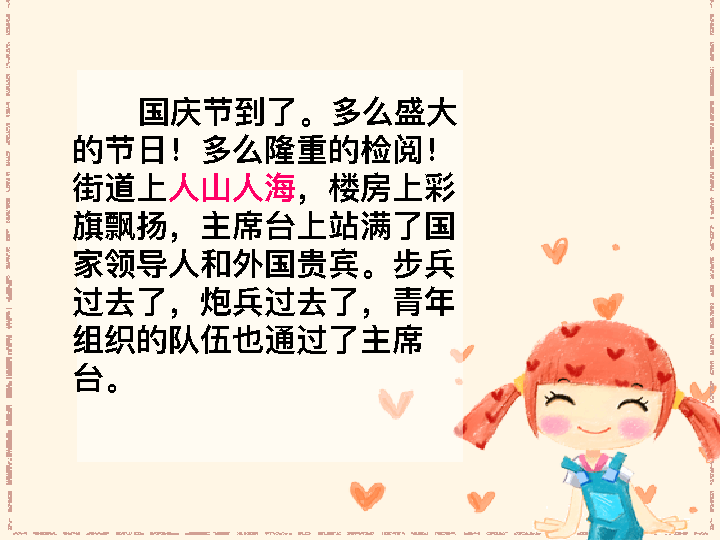 国庆节到了。多么盛大
的节日！多么隆重的检阅！
街道上人山人海，楼房上彩
旗飘扬，主席台上站满了国
家领导人和外国贵宾。步兵
过去了，炮兵过去了，青年
组织的队伍也通过了主席
台。